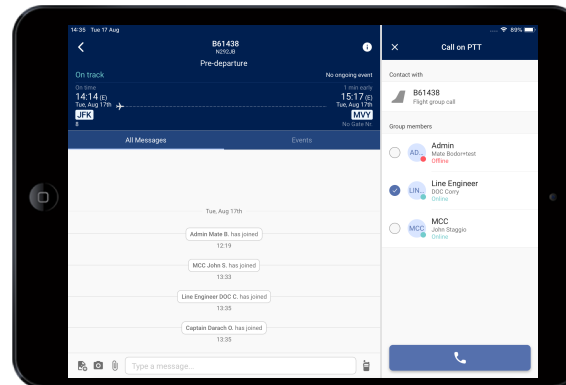 14:35 Tue 17 Aug
89%
B61438
N292JB
Pre-departure
On track
No ongoing event
On time
1 min early
14:14 (E)
15:17 (E)
Tue, Aug 17th
Tue, Aug 17th
JFK
MVY
8
No Gate Nr.
All Messages
Events
Tue, Aug 17th
Admin Mate B. has joined
12:19
MCC John S. has joined
13:33
Line Engineer DOC C. has joined
13:35
Captain Darach O. has joined
13:35
Type a message...
Call on PTT
Contact with
B61438
Flight group call
Group members
AD...
Admin
Mate Bodor+test
Offline
LIN...
Line Engineer
DOC Corry
Online
MCC
MCC
John Staggio
Online